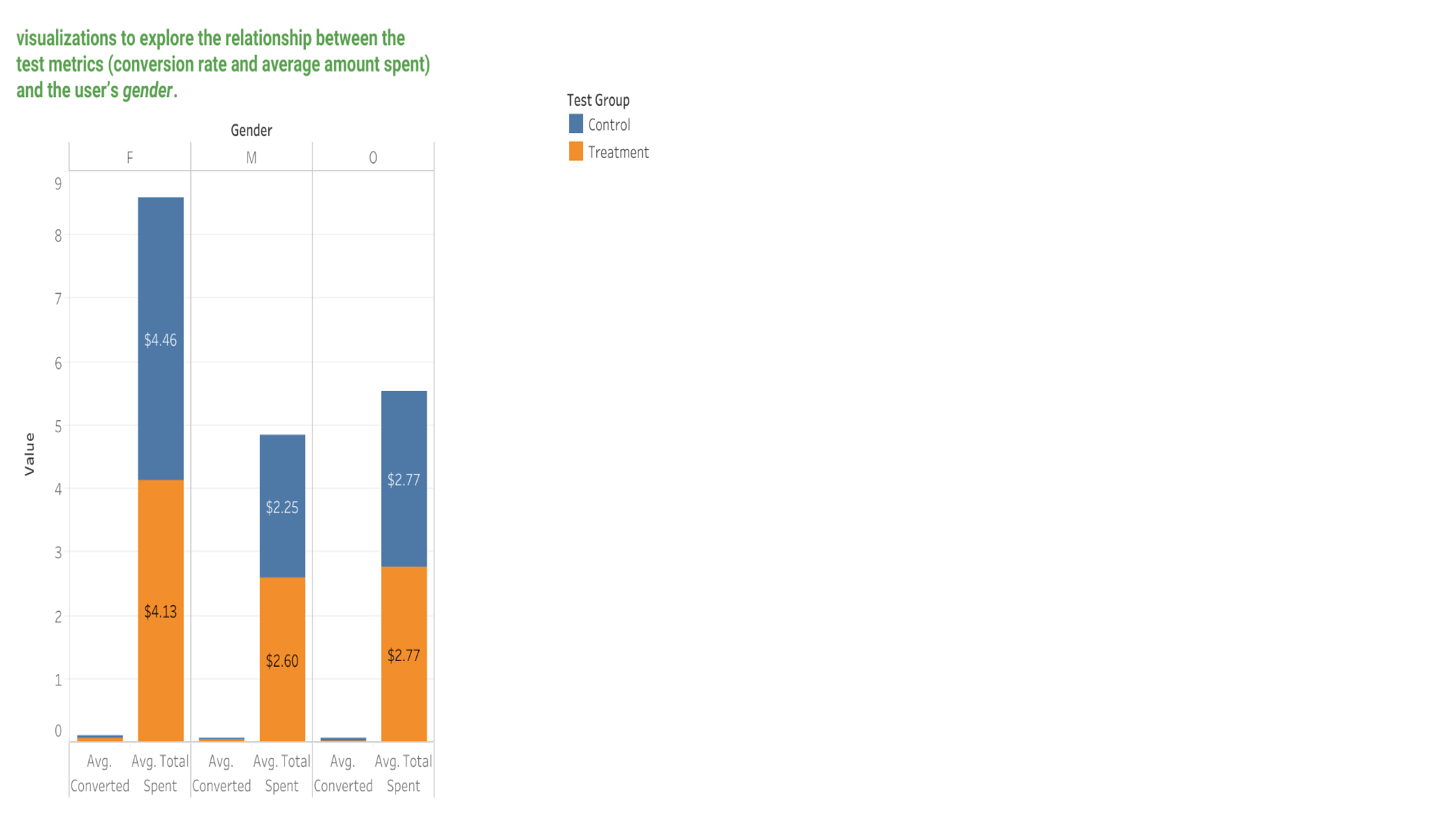 visualizations to explore the relationship between the
test metrics (conversion rate and average amount spent)
and the user’s gender.
Test Group
Control
Treatment
Gender
F M O
9
8
7
6
5
4
3
2
1
0
Value
$4.46
$4.13
$2.25
$2.60
$2.77
$2.77
Avg. Avg. Total Avg. Avg. Total Avg. Avg. Total
Converted Spent Converted Spent Converted Spent